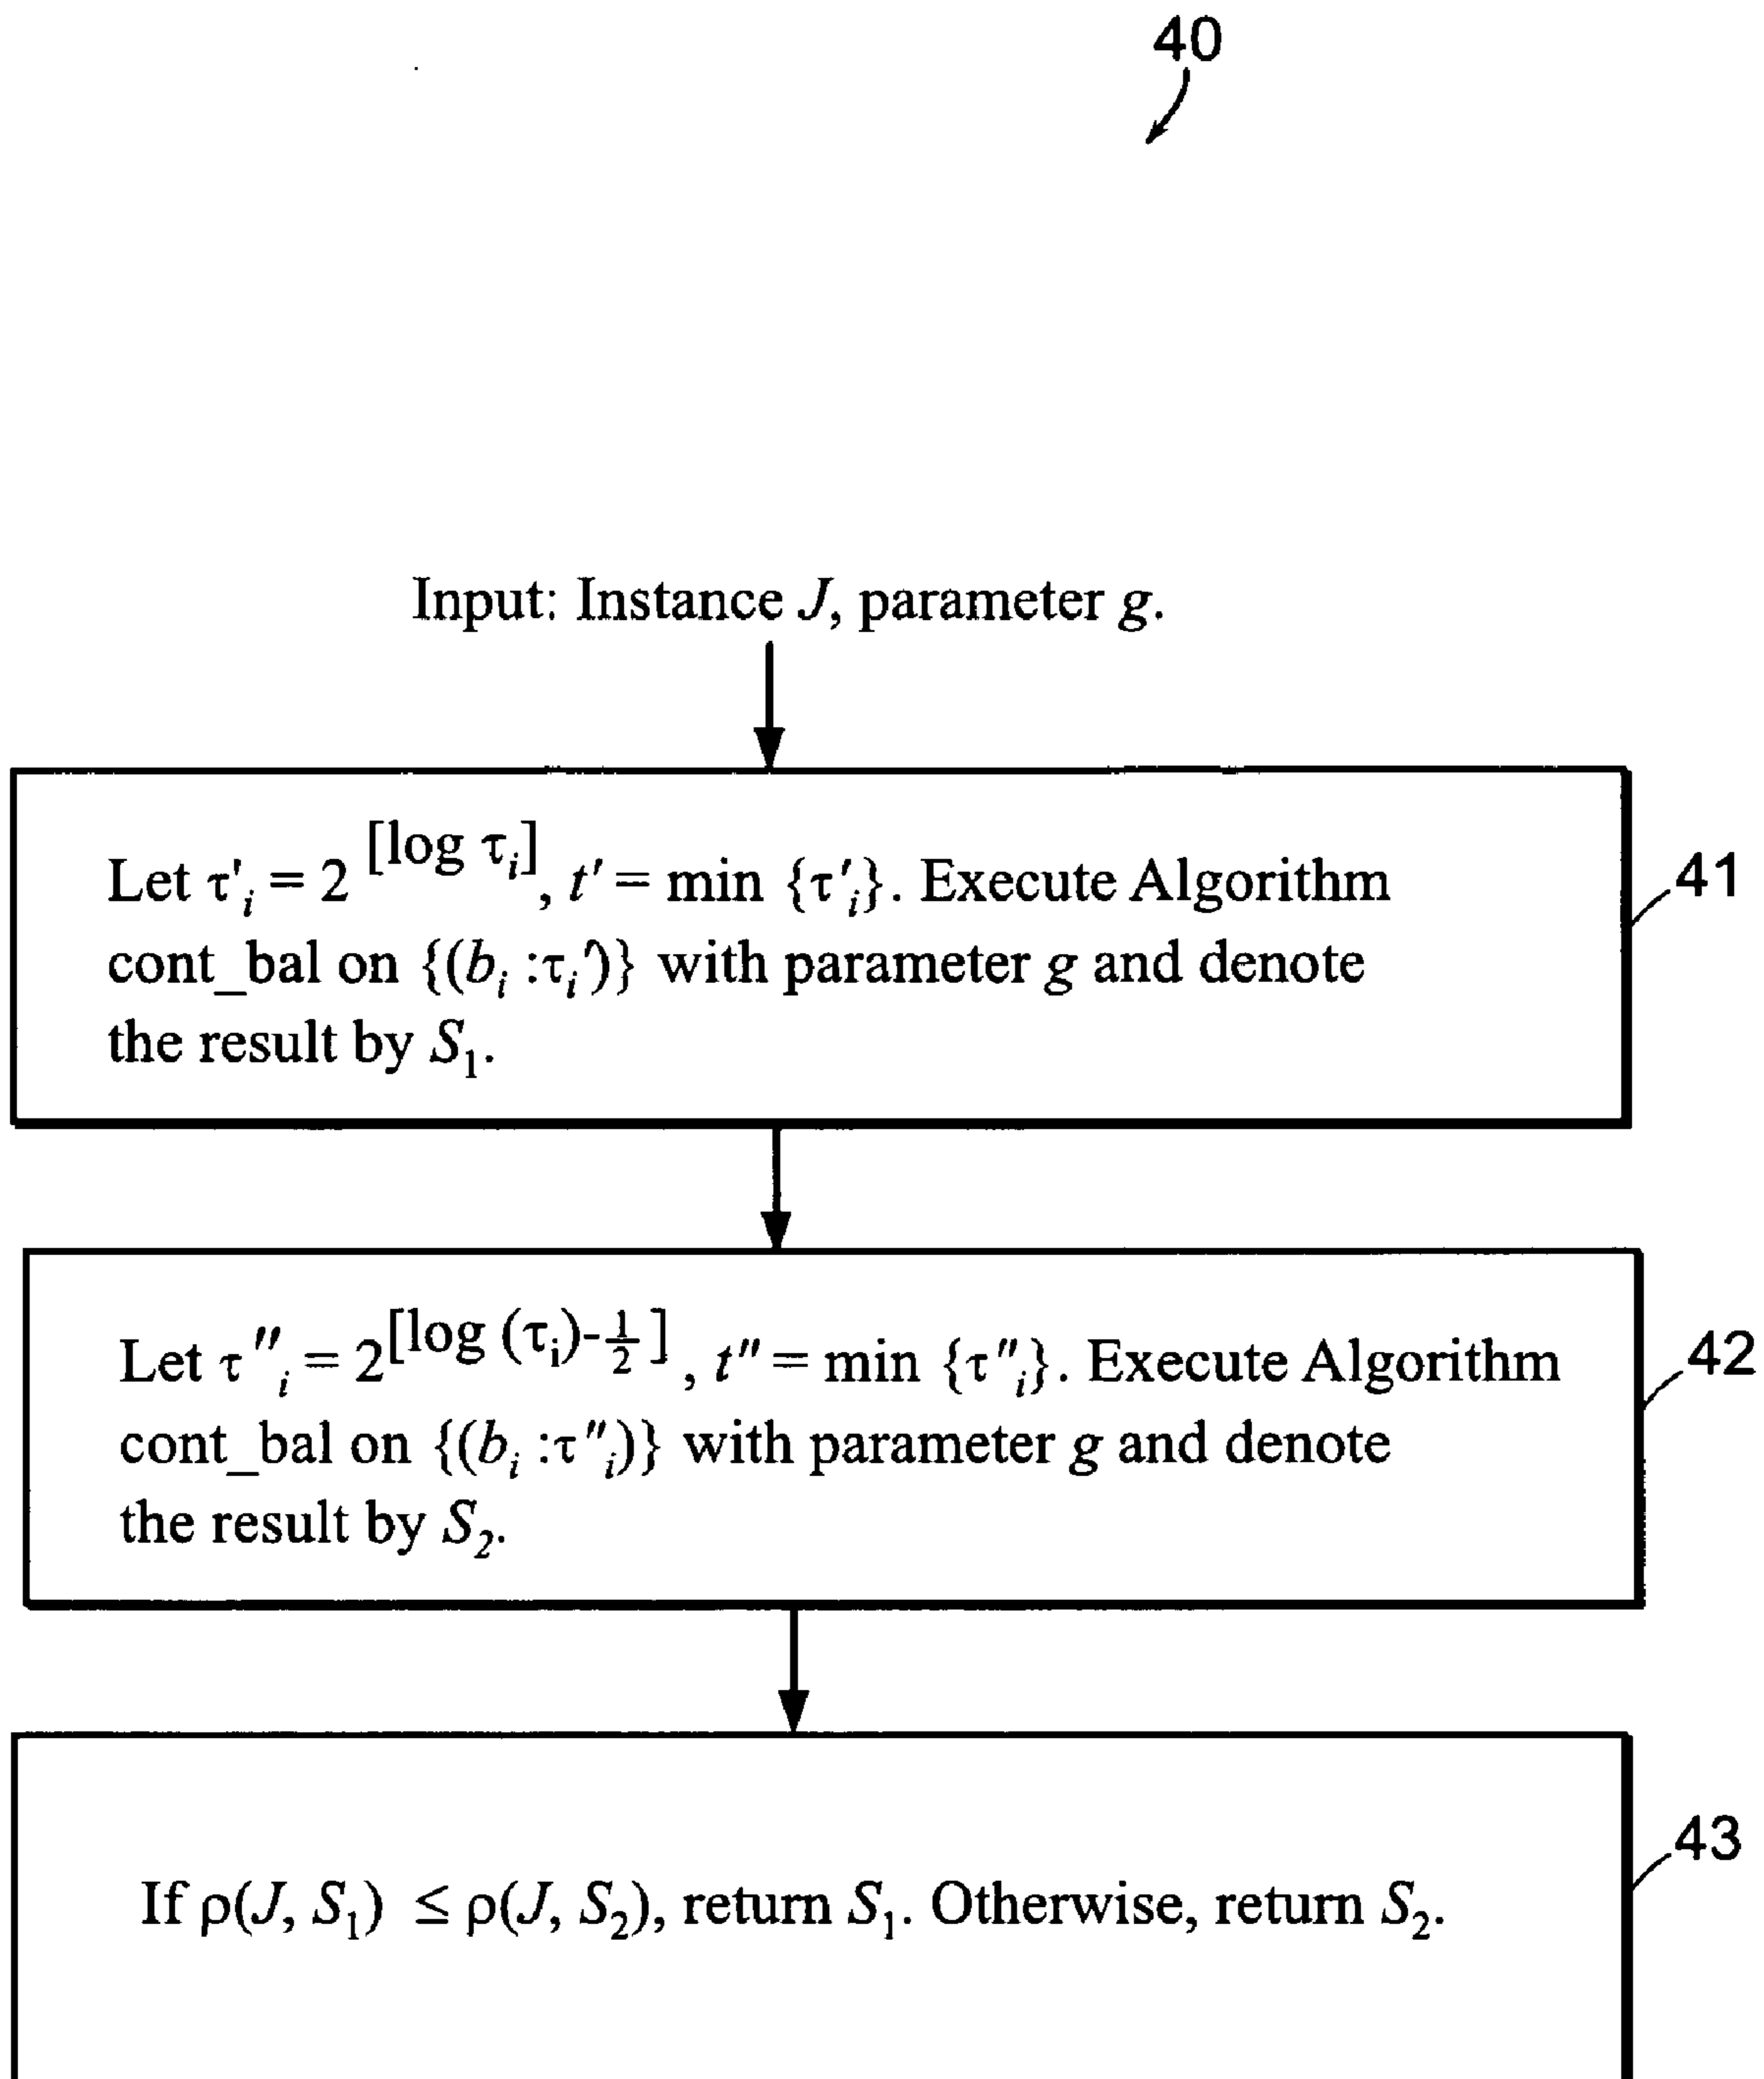 40
Input: Instance J, parameter g.
Let τ'ᵢ = 2^[log τᵢ], t' = min {τ'ᵢ}. Execute Algorithm
cont_bal on {(bᵢ :τᵢ')} with parameter g and denote
the result by S₁.
41
Let τ''ᵢ = 2^[log (τᵢ)-½], t'' = min {τ''ᵢ}. Execute Algorithm
cont_bal on {(bᵢ :τ''ᵢ)} with parameter g and denote
the result by S₂.
42
If ρ(J, S₁) ≤ ρ(J, S₂), return S₁. Otherwise, return S₂.
43